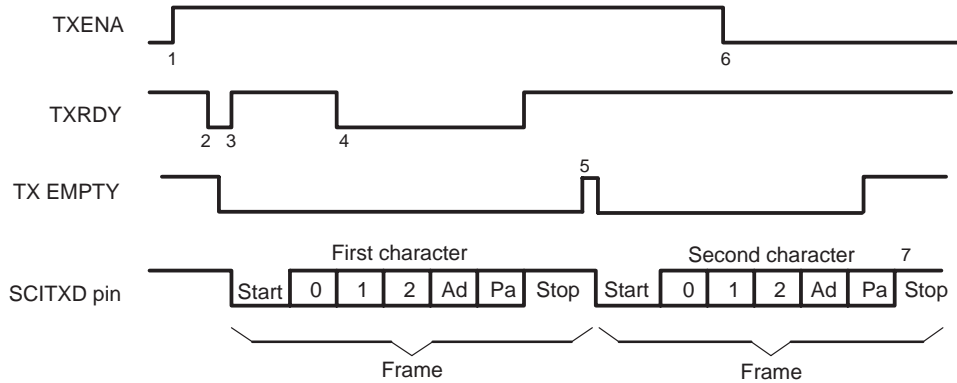 TXENA
1
6
TXRDY
2
3
4
TX EMPTY
5
First character
Second character
7
SCITXD pin
Start 0 1 2 Ad Pa Stop Start 0 1 2 Ad Pa Stop
Frame
Frame